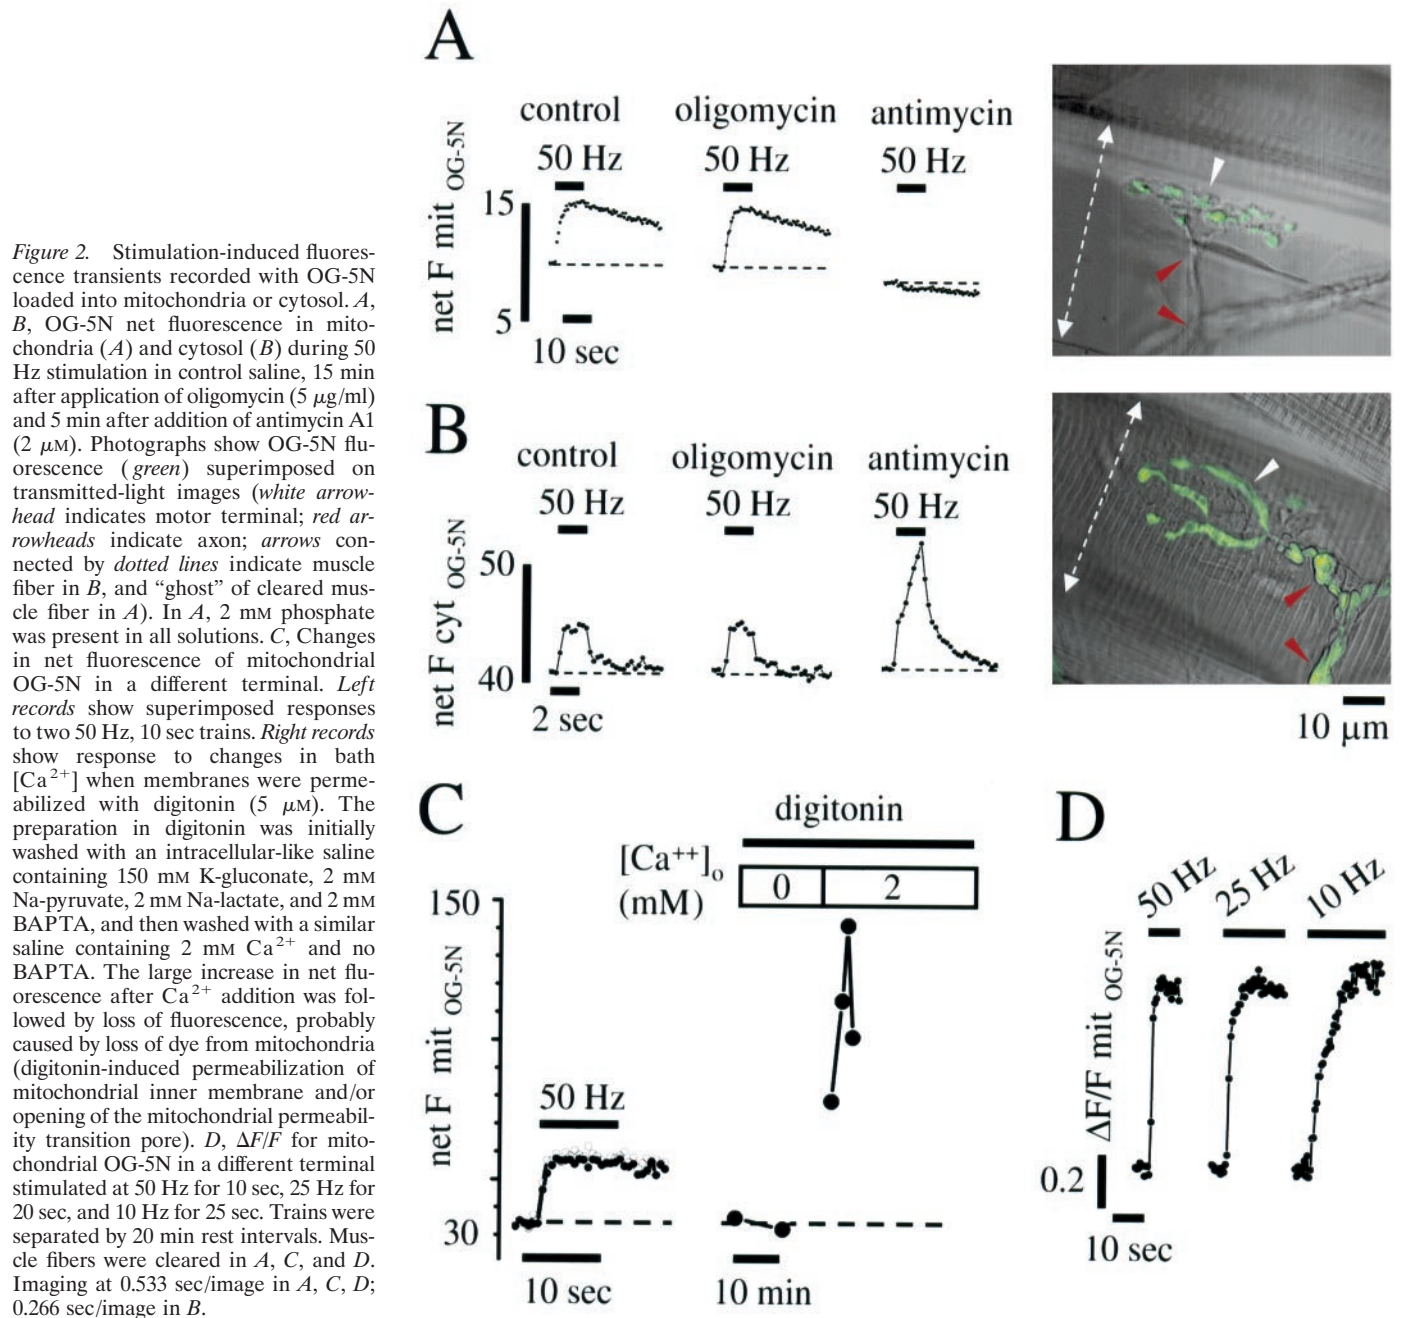 Figure 2. Stimulation-induced fluores-
cence transients recorded with OG-5N
loaded into mitochondria or cytosol. A,
B, OG-5N net fluorescence in mito-
chondria (A) and cytosol (B) during 50
Hz stimulation in control saline, 15 min
after application of oligomycin (5 μg/ml)
and 5 min after addition of antimycin A1
(2 μM). Photographs show OG-5N flu-
orescence (green) superimposed on
transmitted-light images (white arrow-
head indicates motor terminal; red ar-
rowheads indicate axon; arrows con-
nected by dotted lines indicate muscle
fiber in B, and “ghost” of cleared mus-
cle fiber in A). In A, 2 mM phosphate
was present in all solutions. C, Changes
in net fluorescence of mitochondrial
OG-5N in a different terminal. Left
records show superimposed responses
to two 50 Hz, 10 sec trains. Right records
show response to changes in bath
[Ca2+] when membranes were perme-
abilized with digitonin (5 μM). The
preparation in digitonin was initially
washed with an intracellular-like saline
containing 150 mM K-gluconate, 2 mM
Na-pyruvate, 2 mM Na-lactate, and 2 mM
BAPTA, and then washed with a similar
saline containing 2 mM Ca2+ and no
BAPTA. The large increase in net flu-
orescence after Ca2+ addition was fol-
lowed by loss of fluorescence, probably
caused by loss of dye from mitochondria
(digitonin-induced permeabilization of
mitochondrial inner membrane and/or
opening of the mitochondrial permeabil-
ity transition pore). D, ΔF/F for mito-
chondrial OG-5N in a different terminal
stimulated at 50 Hz for 10 sec, 25 Hz for
20 sec, and 10 Hz for 25 sec. Trains were
separated by 20 min rest intervals. Mus-
cle fibers were cleared in A, C, and D.
Imaging at 0.533 sec/image in A, C, D;
0.266 sec/image in B.
A
control oligomycin antimycin
50 Hz 50 Hz 50 Hz
net F mit OG-5N
15
5
10 sec
B
control oligomycin antimycin
50 Hz 50 Hz 50 Hz
net F cyt OG-5N
50
40
2 sec
10 μm
C
digitonin
[Ca++]o
(mM)
0 2
150
net F mit OG-5N
50 Hz
30
10 sec 10 min
D
50 Hz 25 Hz 10 Hz
ΔF/F mit OG-5N
0.2
10 sec